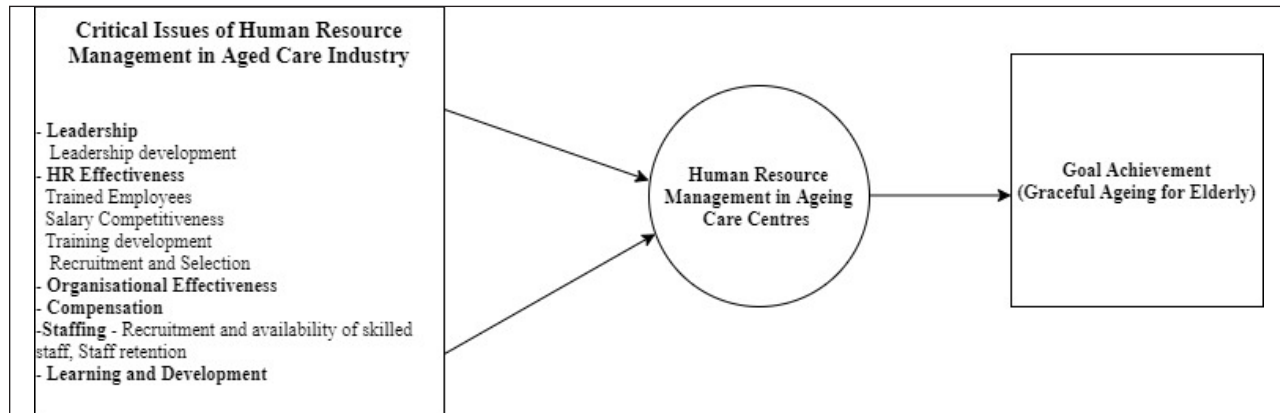 Critical Issues of Human Resource
Management in Aged Care Industry
- Leadership
Leadership development
- HR Effectiveness
Trained Employees
Salary Competitiveness
Training development
Recruitment and Selection
- Organisational Effectiveness
- Compensation
-Staffing - Recruitment and availability of skilled
staff, Staff retention
- Learning and Development
Human Resource
Management in Ageing
Care Centres
Goal Achievement
(Graceful Ageing for Elderly)